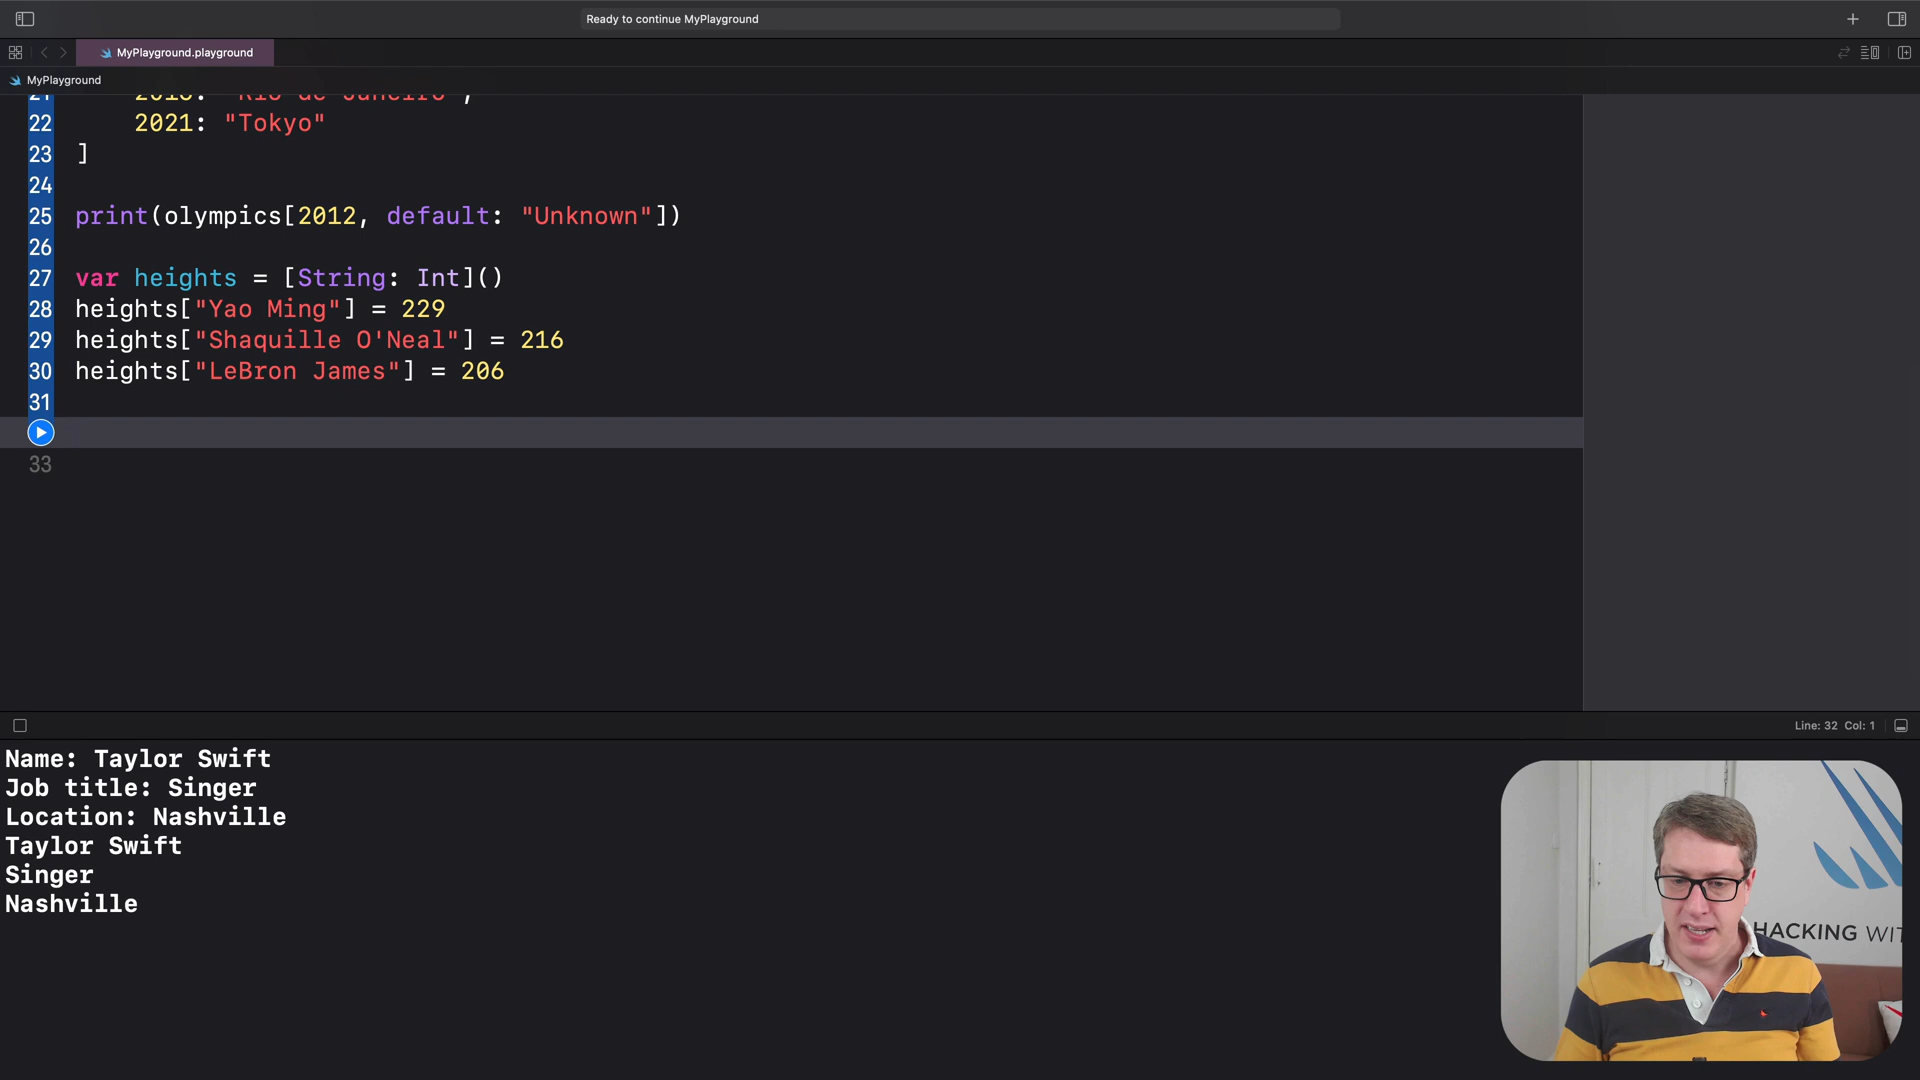 Ready to continue MyPlayground
MyPlayground.playground
MyPlayground
21 2016: "Rio de Janeiro",
22 2021: "Tokyo"
23 ]
24
25 print(olympics[2012, default: "Unknown"])
26
27 var heights = [String: Int]()
28 heights["Yao Ming"] = 229
29 heights["Shaquille O'Neal"] = 216
30 heights["LeBron James"] = 206
31
33
Line: 32 Col: 1
Name: Taylor Swift
Job title: Singer
Location: Nashville
Taylor Swift
Singer
Nashville
HACKING WIT